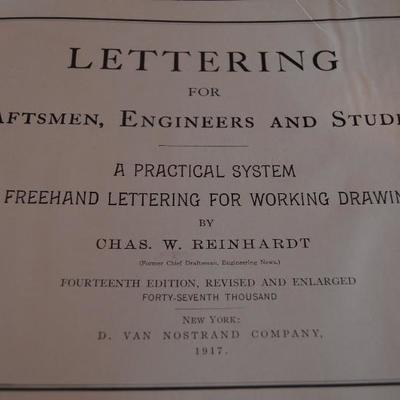 LETTERING
FOR
AFTSMEN, ENGINEERS AND STUDE
A PRACTICAL SYSTEM
FREEHAND LETTERING FOR WORKING DRAWIN
BY
CHAS. W. REINHARDT
(Former Chief Draftsman, Engineering News.)
FOURTEENTH EDITION, REVISED AND ENLARGED
FORTY-SEVENTH THOUSAND
NEW YORK:
D. VAN NOSTRAND COMPANY,
1917.